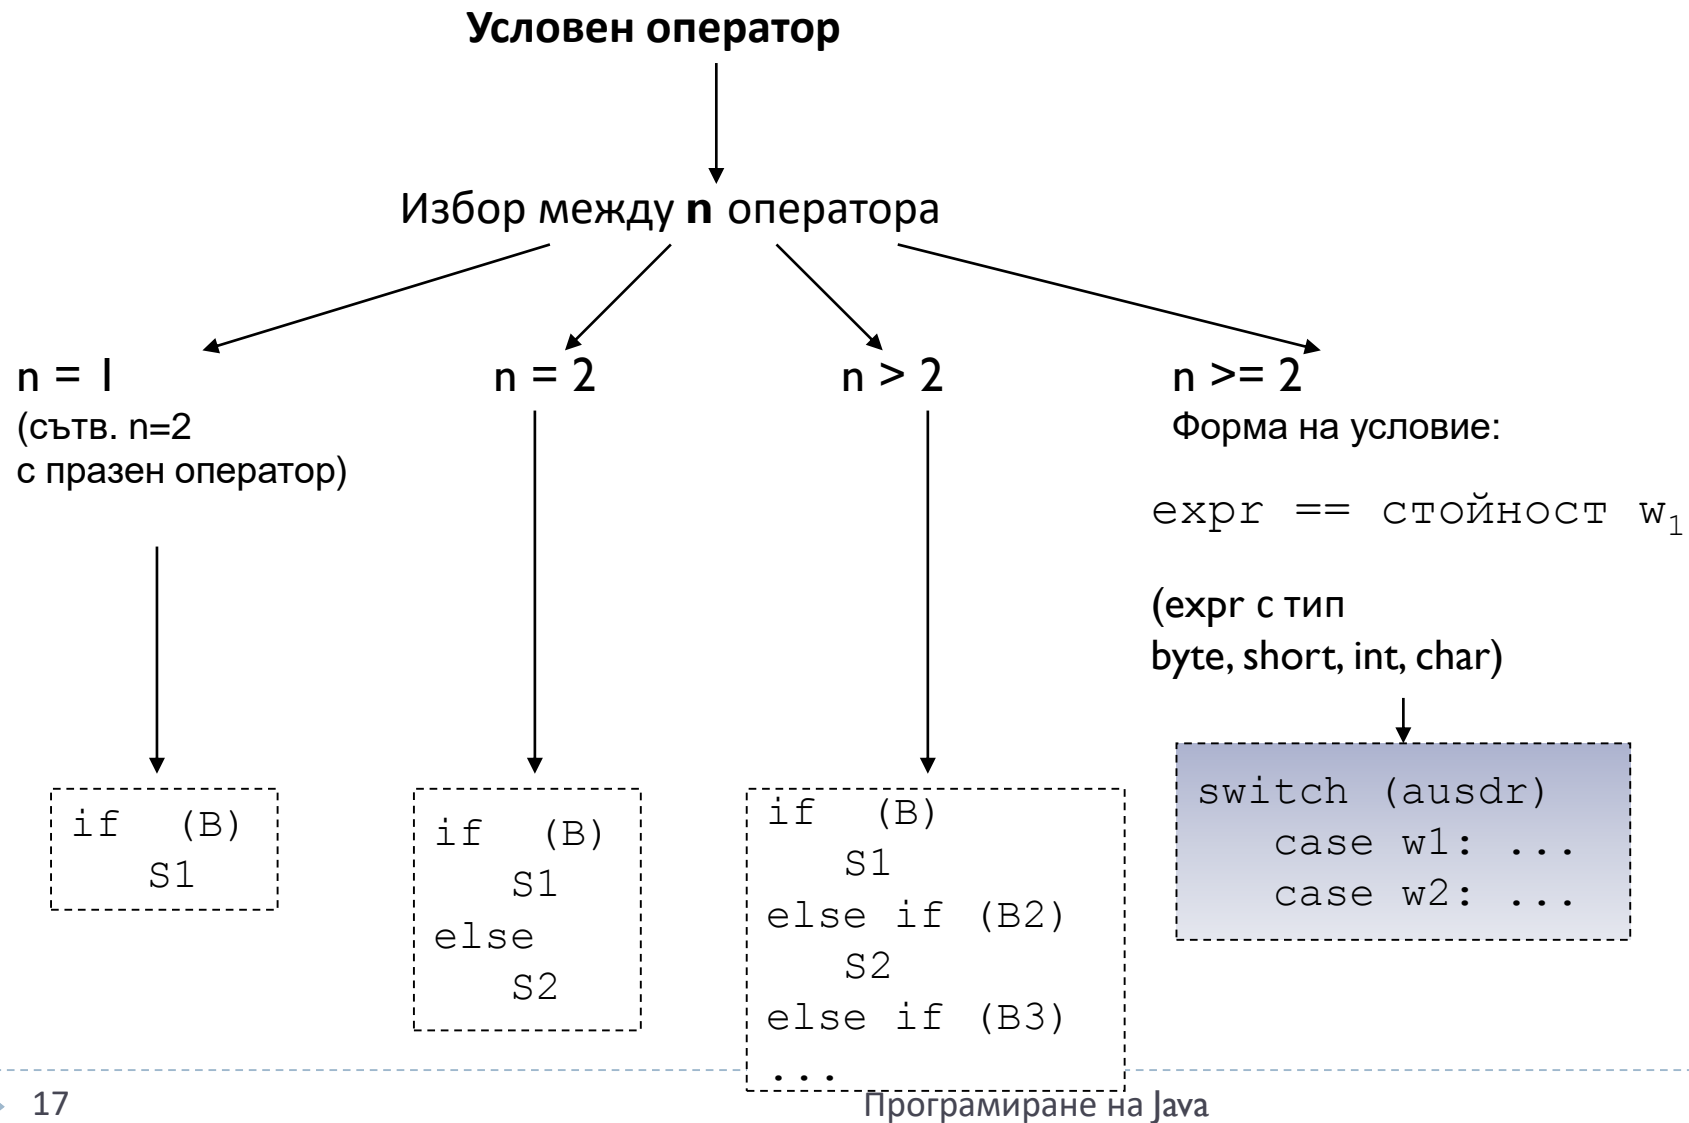 Условен оператор
Избор между n оператора
n = 1
(сътв. n=2
с празен оператор)
n = 2
n > 2
n >= 2
Форма на условие:
expr == стойност w₁
(expr с тип
byte, short, int, char)
if (B)
S1
if (B)
S1
else
S2
if (B)
S1
else if (B2)
S2
else if (B3)
...
switch (ausdr)
case w1: ...
case w2: ...
17
Програмиране на Java